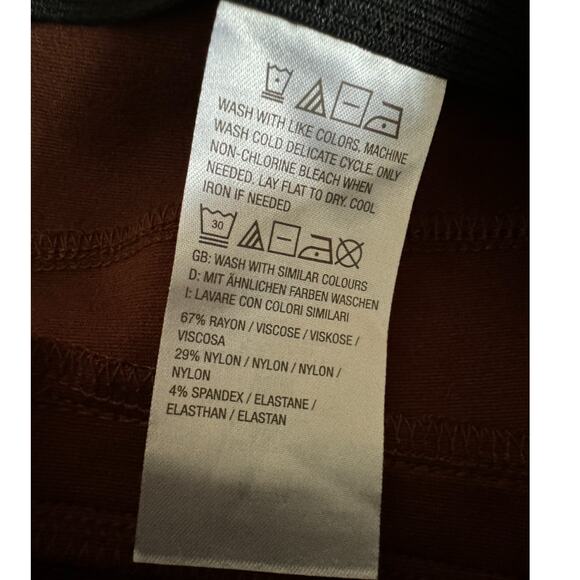 WASH WITH LIKE COLORS. MACHINE
WASH COLD DELICATE CYCLE. ONLY
NON-CHLORINE BLEACH WHEN
NEEDED. LAY FLAT TO DRY. COOL
IRON IF NEEDED
30
GB: WASH WITH SIMILAR COLOURS
D: MIT ÄHNLICHEN FARBEN WASCHEN
I: LAVARE CON COLORI SIMILARI
67% RAYON / VISCOSE / VISKOSE /
VISCOSA
29% NYLON / NYLON / NYLON /
NYLON
4% SPANDEX / ELASTANE /
ELASTHAN / ELASTAN